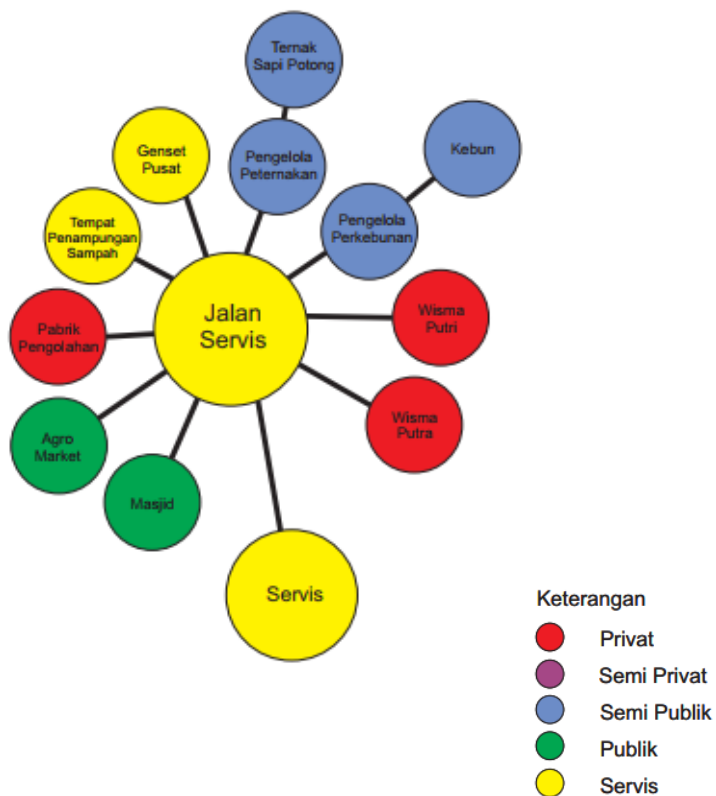 Ternak
Sapi Potong
Genset
Pusat
Pengelola
Peternakan
Kebun
Tempat
Penampungan
Sampah
Pengelola
Perkebunan
Jalan
Servis
Wisma
Putri
Pabrik
Pengolahan
Wisma
Putra
Agro
Market
Masjid
Servis
Keterangan
Privat
Semi Privat
Semi Publik
Publik
Servis